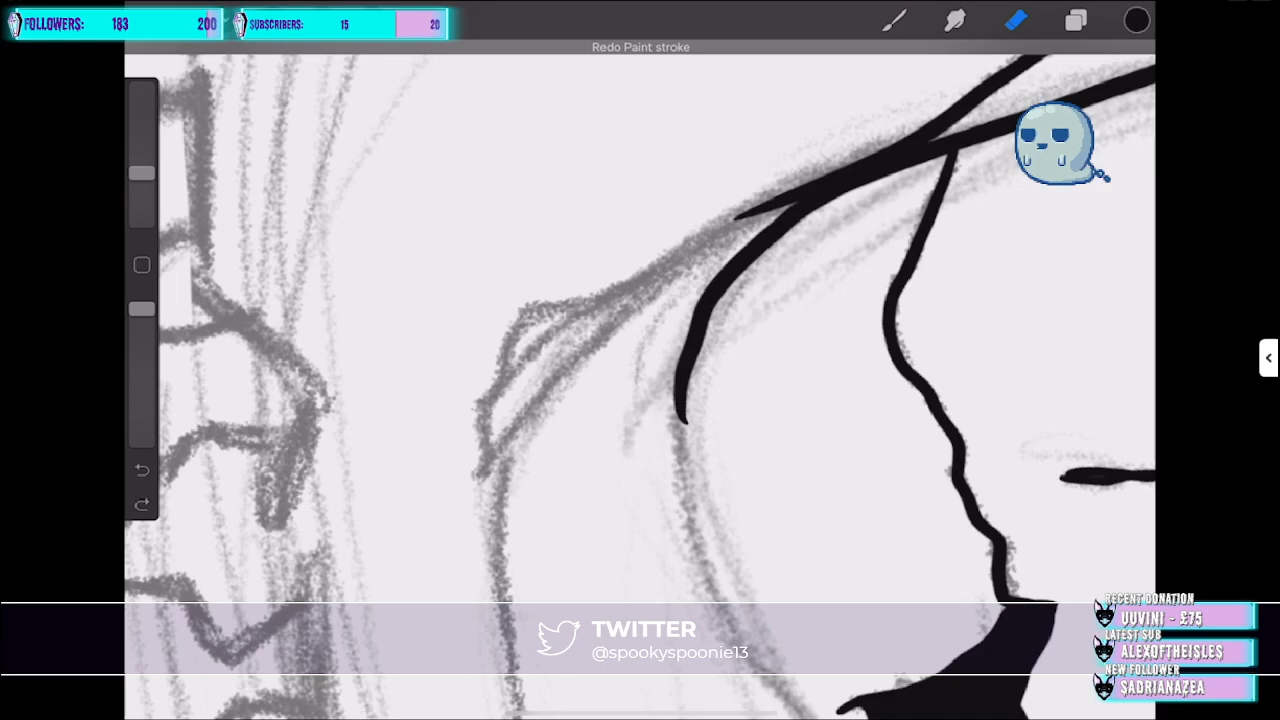 FOLLOWERS: 183 200
SUBSCRIBERS: 15 20
Redo Paint stroke
TWITTER
@spookyspoonie13
RECENT DONATION
UUVINI - £75
LATEST SUB
ALEXOFTHEISLES
NEW FOLLOWER
SADRIANAZEA